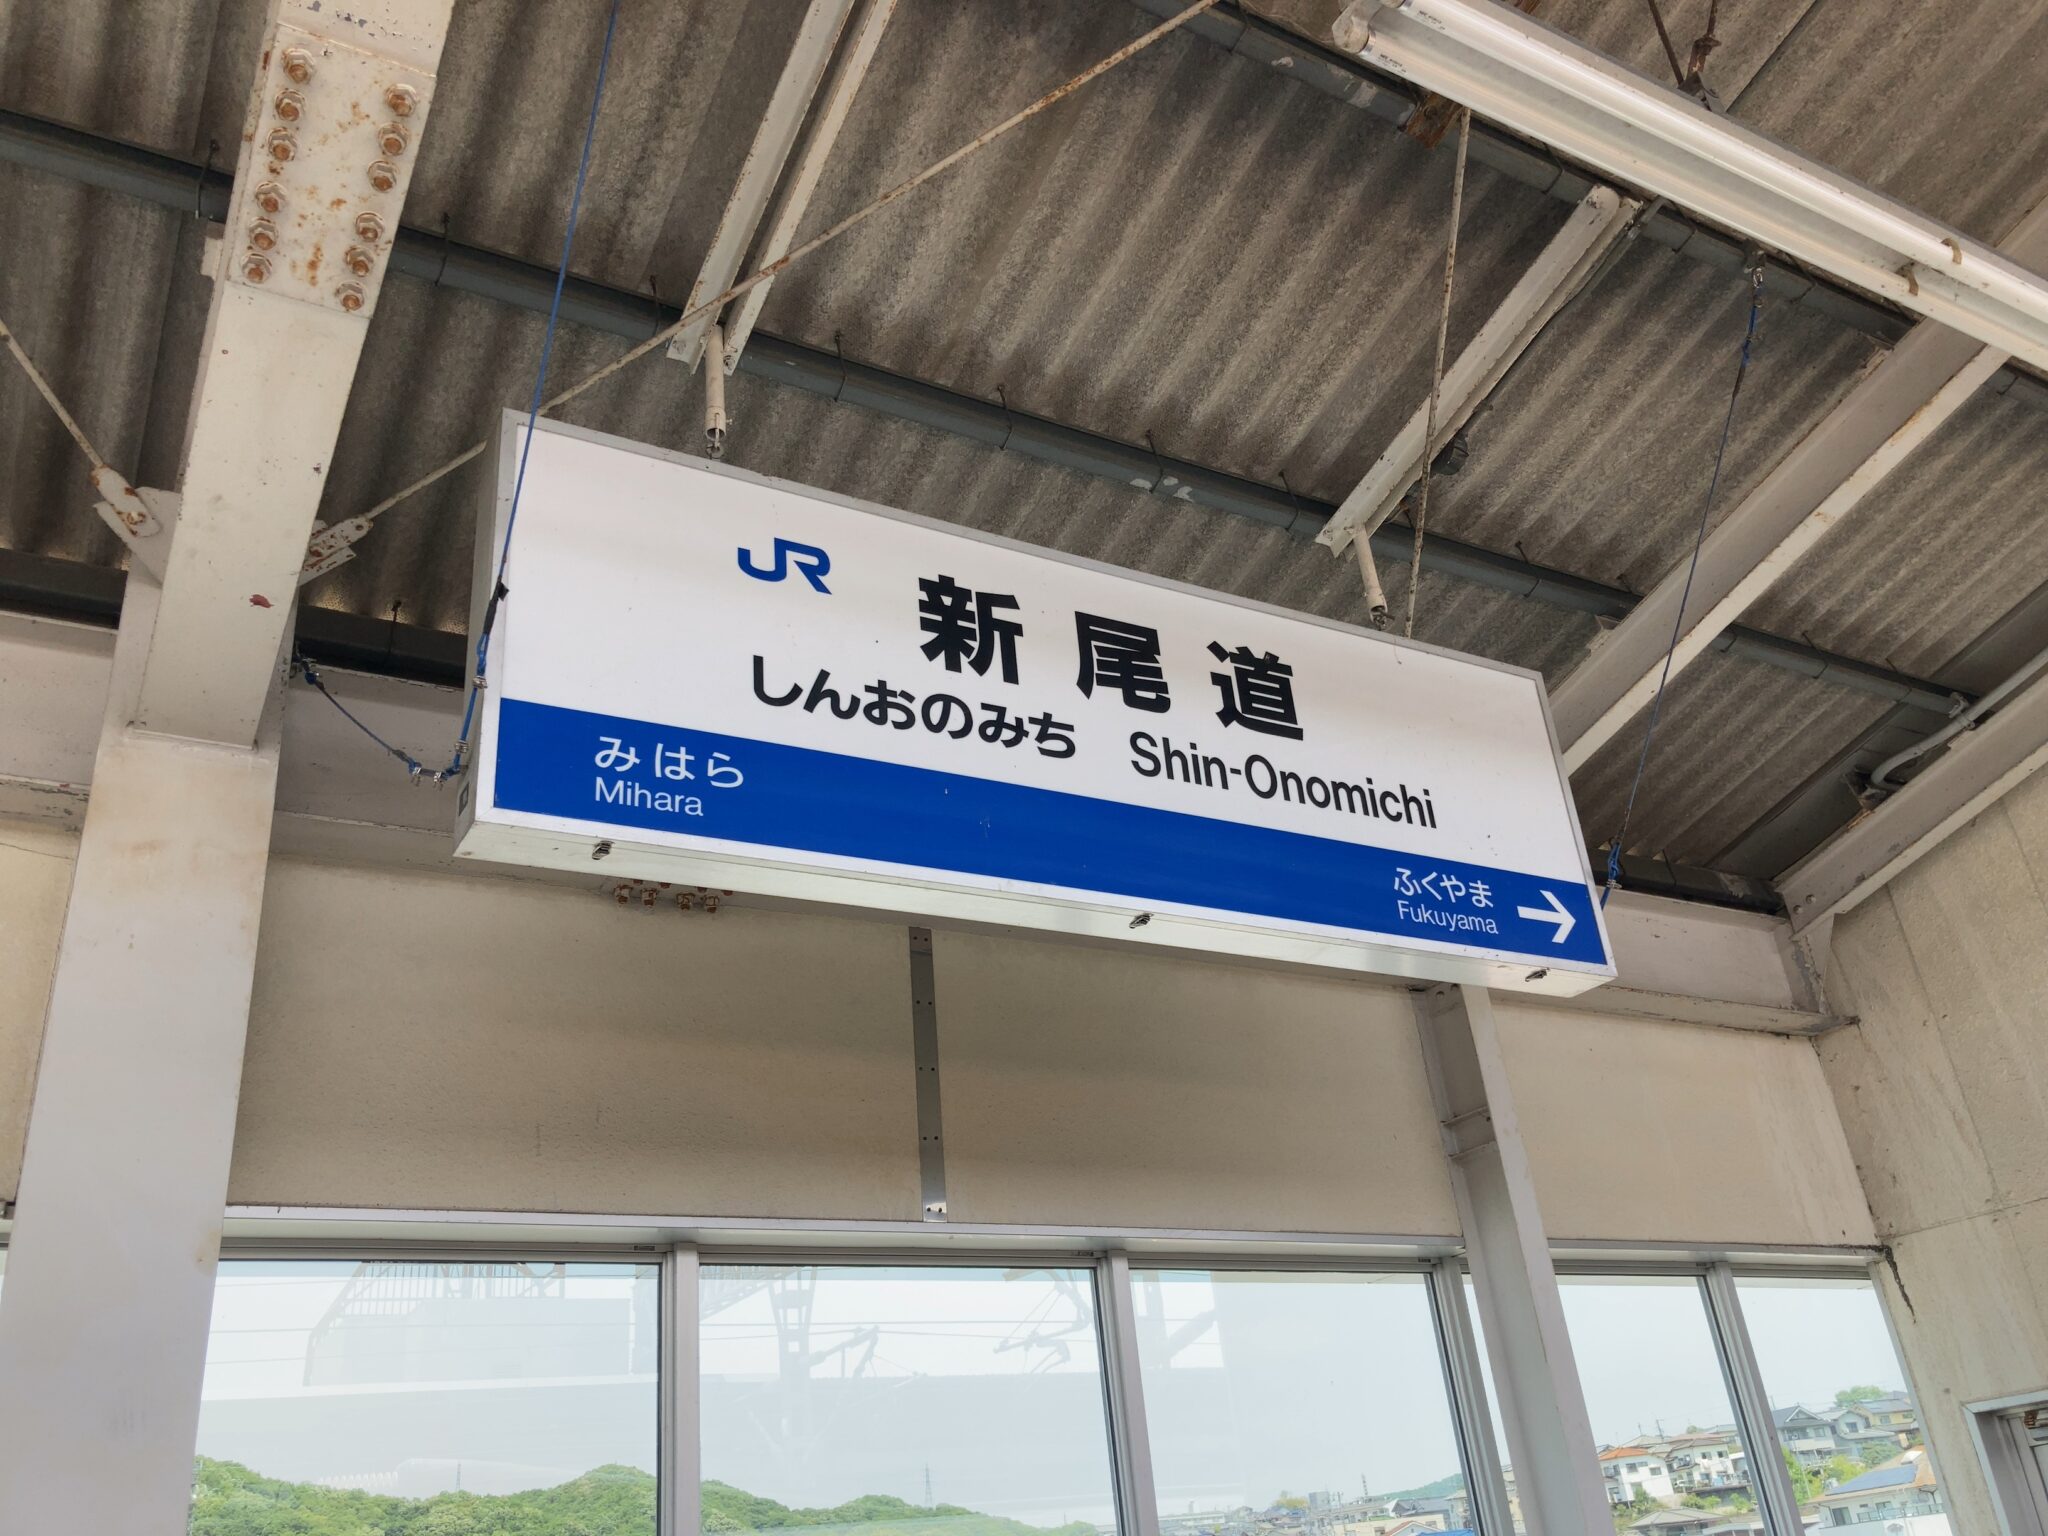 JR 新尾道
しんおのみち Shin-Onomichi
みはら
Mihara
ふくやま
Fukuyama →